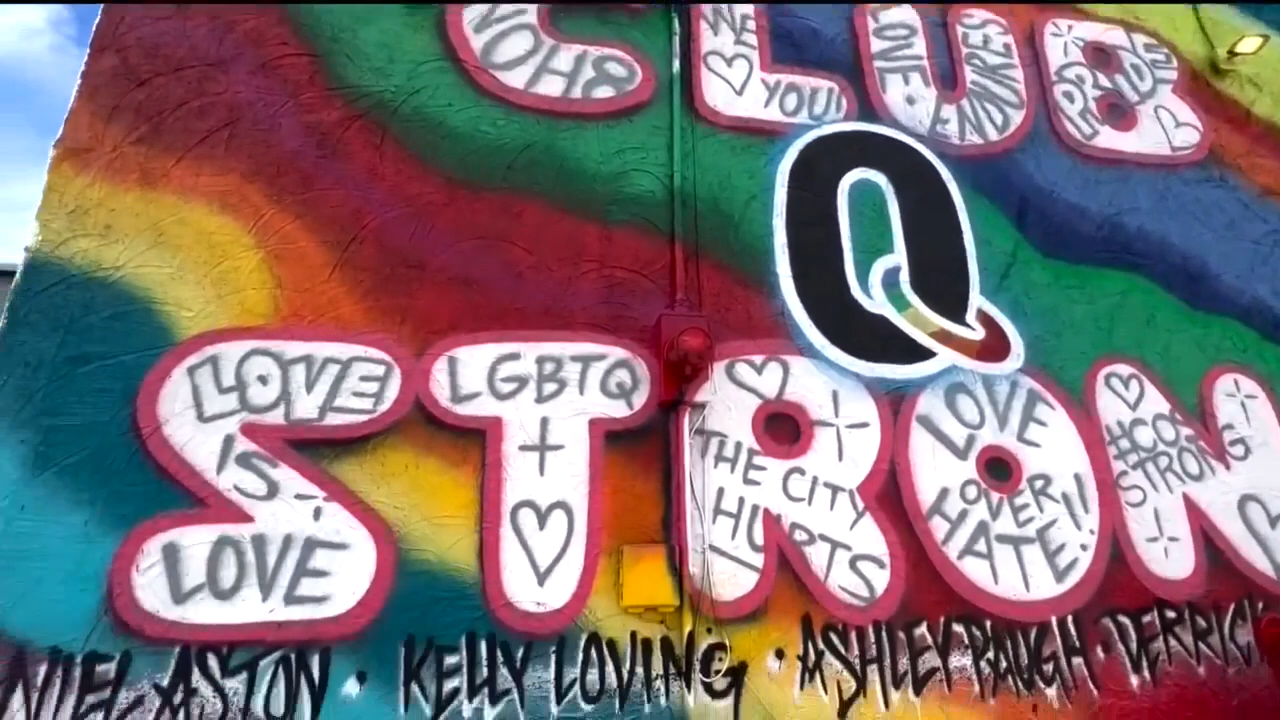 CLUB
NOH8
WE
♡ YOU!
LOVE · ENDURES
PRIDE
Q
STRON
LOVE
IS
LOVE
LGBTQ
+
THE CITY
HURTS
LOVE
OVER
HATE!!
#COS
STRONG
NIEL ASTON · KELLY LOVING · ASHLEY PAUGH · DERRICK